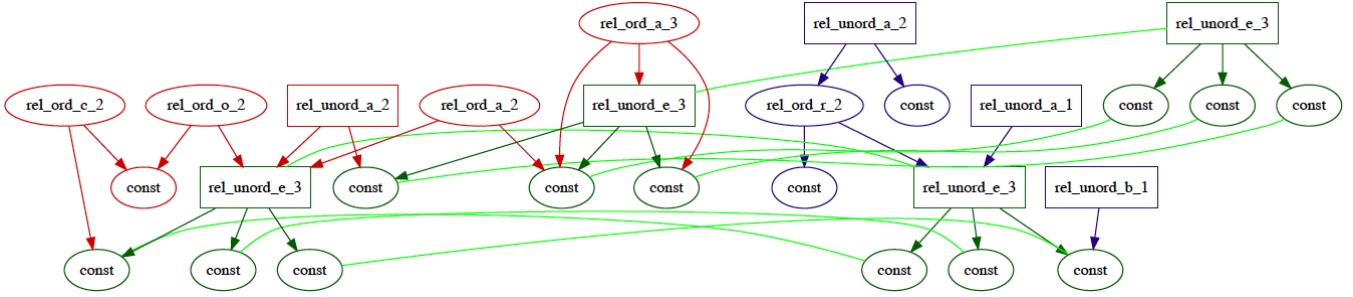 rel_ord_a_3
rel_unord_a_2
rel_unord_e_3
rel_ord_c_2
rel_ord_o_2
rel_unord_a_2
rel_ord_a_2
rel_unord_e_3
rel_ord_r_2
const
rel_unord_a_1
const
const
const
const
rel_unord_e_3
const
const
const
const
rel_unord_e_3
rel_unord_b_1
const
const
const
const
const
const